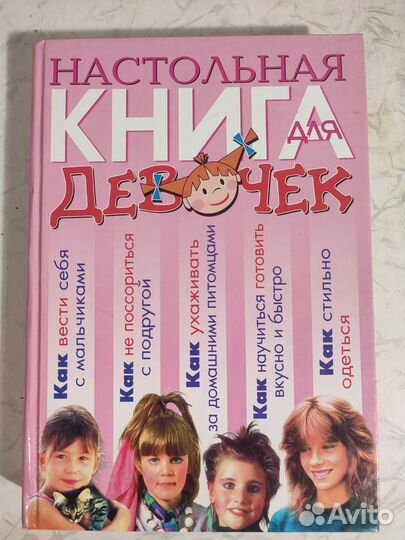 НАСТОЛЬНАЯ
КНИГА
ДЛЯ
ДЕВОЧЕК
Как вести себя
с мальчиками
Как не поссориться
с подругой
Как ухаживать
за домашними питомцами
Как научиться готовить
вкусно и быстро
Как стильно
одеться
Avito